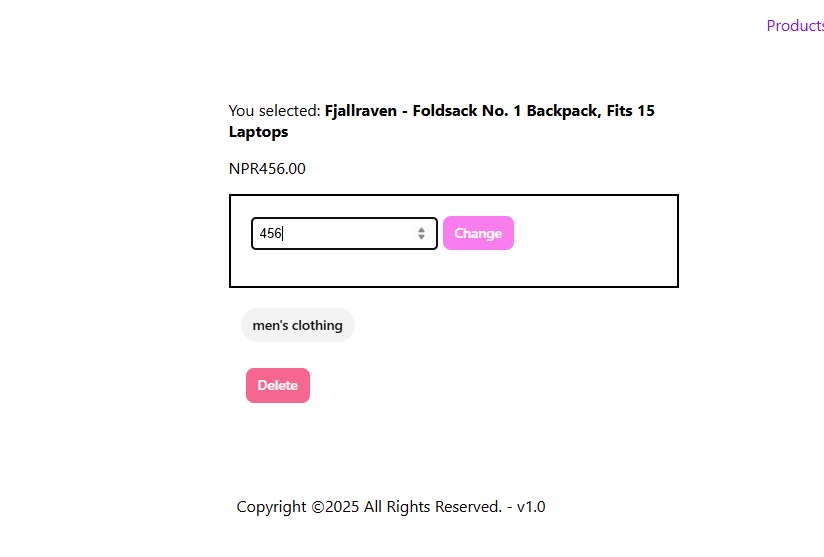 Products
You selected: Fjallraven - Foldsack No. 1 Backpack, Fits 15
Laptops
NPR456.00
456
Change
men's clothing
Delete
Copyright ©2025 All Rights Reserved. - v1.0